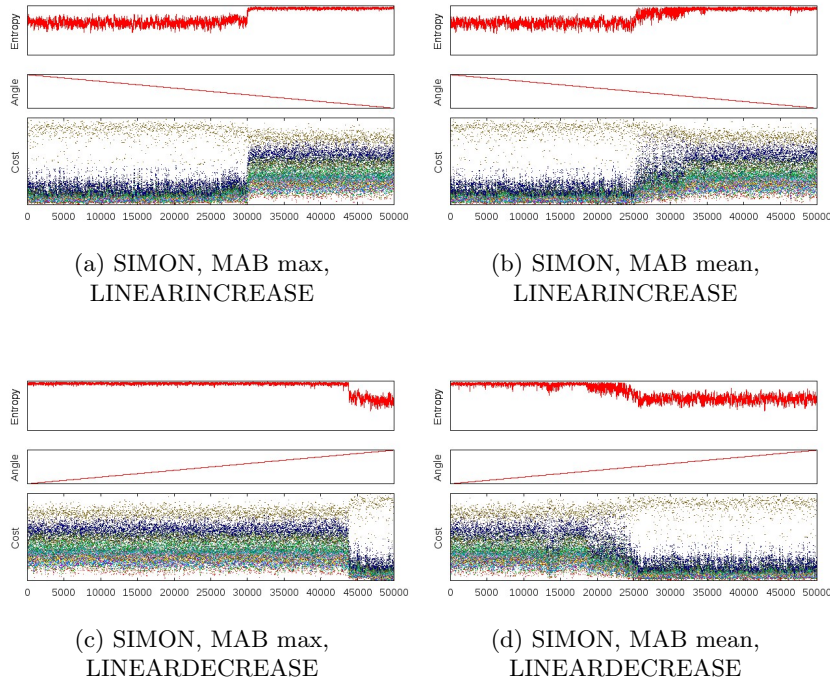 Entropy
Angle
Cost
0 5000 10000 15000 20000 25000 30000 35000 40000 45000 50000
(a) SIMON, MAB max,
LINEARINCREASE
Entropy
Angle
Cost
0 5000 10000 15000 20000 25000 30000 35000 40000 45000 50000
(b) SIMON, MAB mean,
LINEARINCREASE
Entropy
Angle
Cost
0 5000 10000 15000 20000 25000 30000 35000 40000 45000 50000
(c) SIMON, MAB max,
LINEARDECREASE
Entropy
Angle
Cost
0 5000 10000 15000 20000 25000 30000 35000 40000 45000 50000
(d) SIMON, MAB mean,
LINEARDECREASE